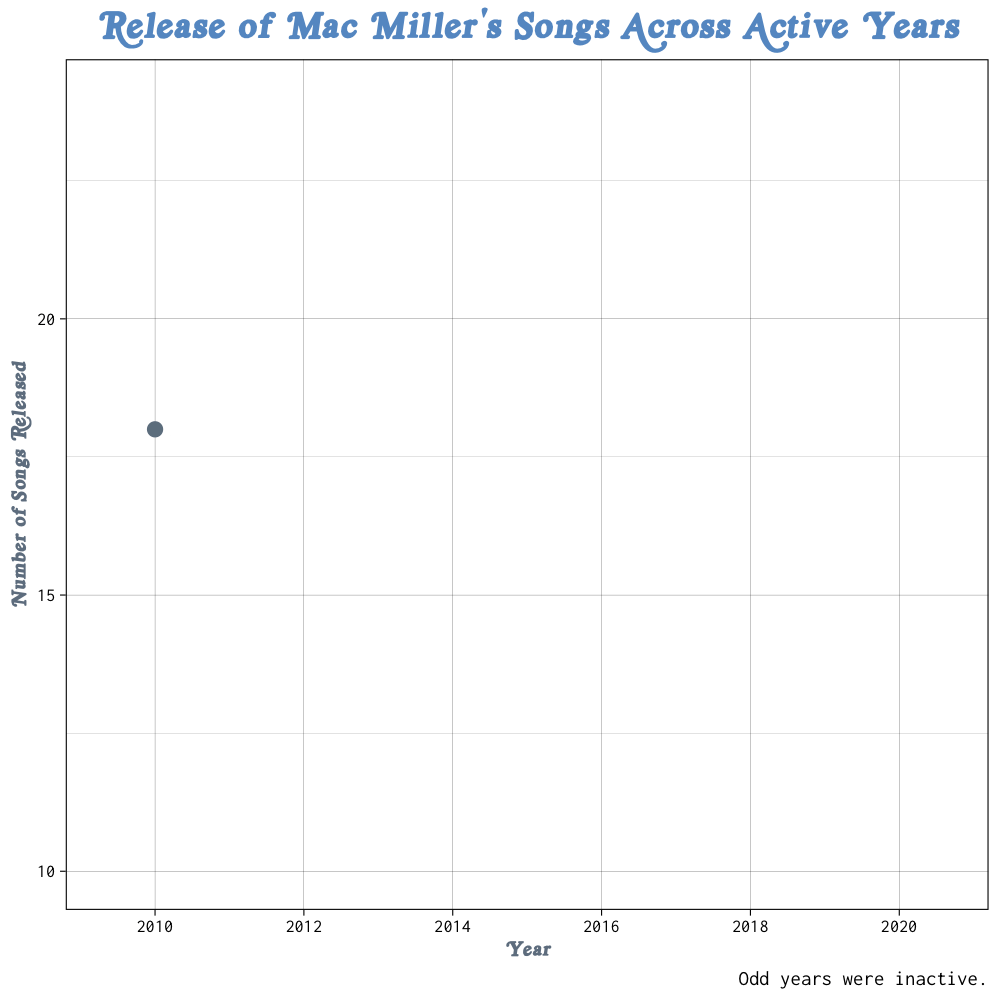 Release of Mac Miller's Songs Across Active Years
Number of Songs Released
20
15
10
2010 2012 2014 2016 2018 2020
Year
Odd years were inactive.